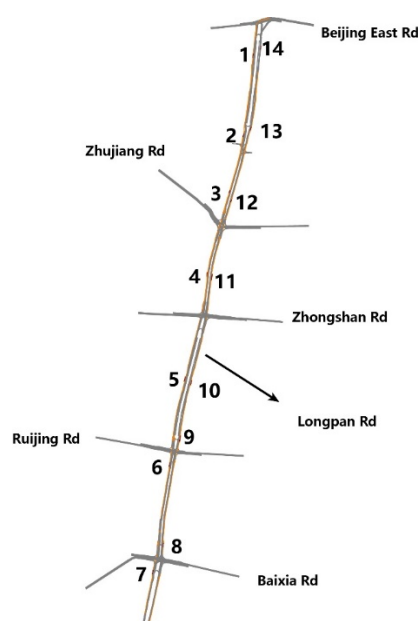 Beijing East Rd
1 14
2 13
Zhujiang Rd
3 12
4 11
Zhongshan Rd
5 10
Longpan Rd
Ruijing Rd
9
6
8
7
Baixia Rd